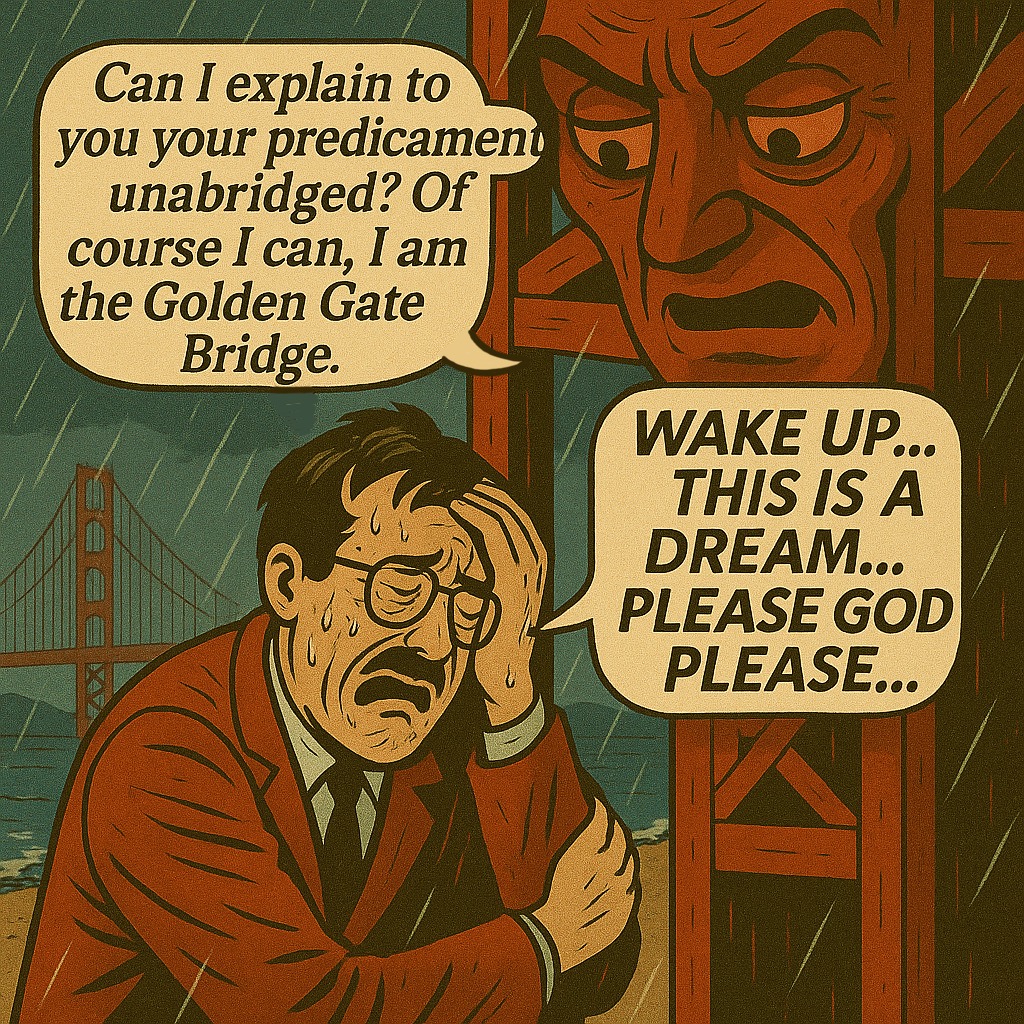 Can I explain to
you your predicament
unabridged? Of
course I can, I am
the Golden Gate
Bridge.
WAKE UP...
THIS IS A
DREAM...
PLEASE GOD
PLEASE...